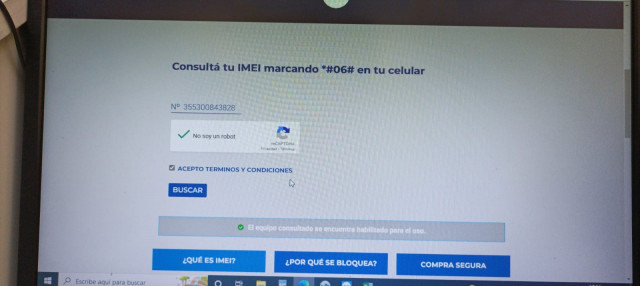 Consultá tu IMEI marcando *#06# en tu celular
Nº 355300843828
No soy un robot
reCAPTCHA
Privacidad - Términos
ACEPTO TERMINOS Y CONDICIONES
BUSCAR
El equipo consultado se encuentra habilitado para el uso.
¿QUÉ ES IMEI?
¿POR QUÉ SE BLOQUEA?
COMPRA SEGURA
Escribe aquí para buscar